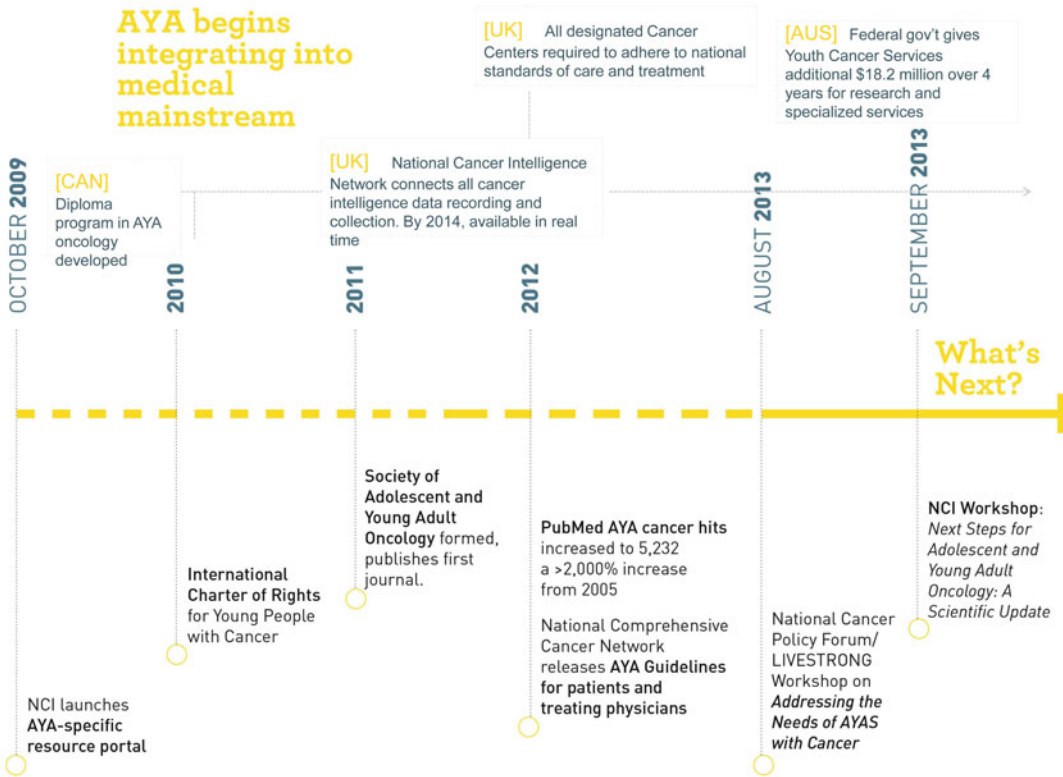 AYA begins
integrating into
medical
mainstream
[UK] All designated Cancer
Centers required to adhere to national
standards of care and treatment
[AUS] Federal gov't gives
Youth Cancer Services
additional $18.2 million over 4
years for research and
specialized services
[CAN]
Diploma
program in AYA
oncology
developed
[UK] National Cancer Intelligence
Network connects all cancer
intelligence data recording and
collection. By 2014, available in real
time
OCTOBER 2009
2010
2011
2012
AUGUST 2013
SEPTEMBER 2013
What's
Next?
NCI launches
AYA-specific
resource portal
International
Charter of Rights
for Young People
with Cancer
Society of
Adolescent and
Young Adult
Oncology formed,
publishes first
journal.
PubMed AYA cancer hits
increased to 5,232
a >2,000% increase
from 2005
National Comprehensive
Cancer Network
releases AYA Guidelines
for patients and
treating physicians
National Cancer
Policy Forum/
LIVESTRONG
Workshop on
Addressing the
Needs of AYAS
with Cancer
NCI Workshop:
Next Steps for
Adolescent and
Young Adult
Oncology: A
Scientific Update